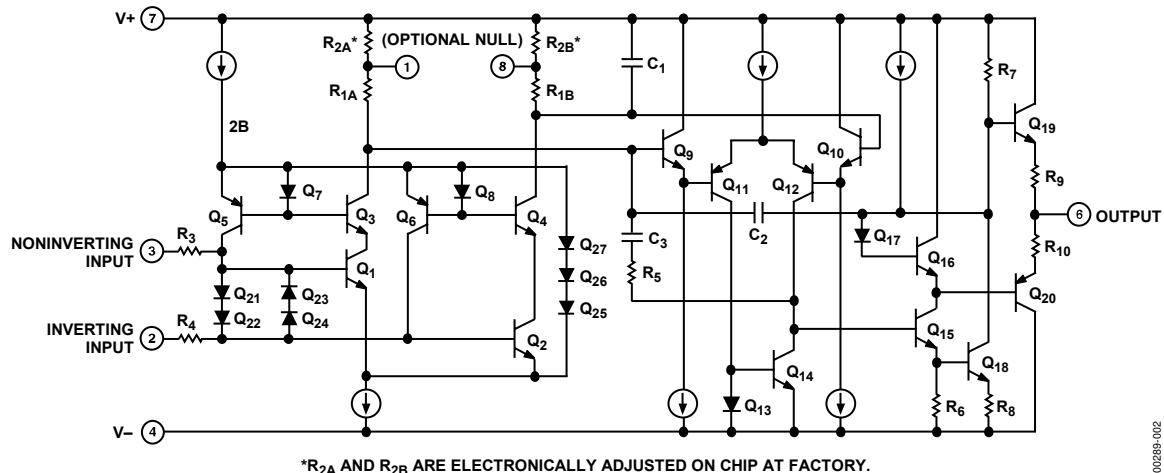 V+ 7
R2A* (OPTIONAL NULL) R2B*
1 8
R1A R1B
C1
R7
2B
Q19
Q9 Q10
Q7 Q8
Q5 Q3 Q6 Q4
Q11 Q12
R9
NONINVERTING
INPUT
3 R3
6 OUTPUT
C2
C3
Q27
Q17
R10
Q1
Q26
Q16
Q21 Q23
R5
Q20
Q22 Q24
Q25
INVERTING
INPUT
2 R4
Q2
Q15
Q14
Q18
Q13
R6 R8
V– 4
*R2A AND R2B ARE ELECTRONICALLY ADJUSTED ON CHIP AT FACTORY.
00289-002